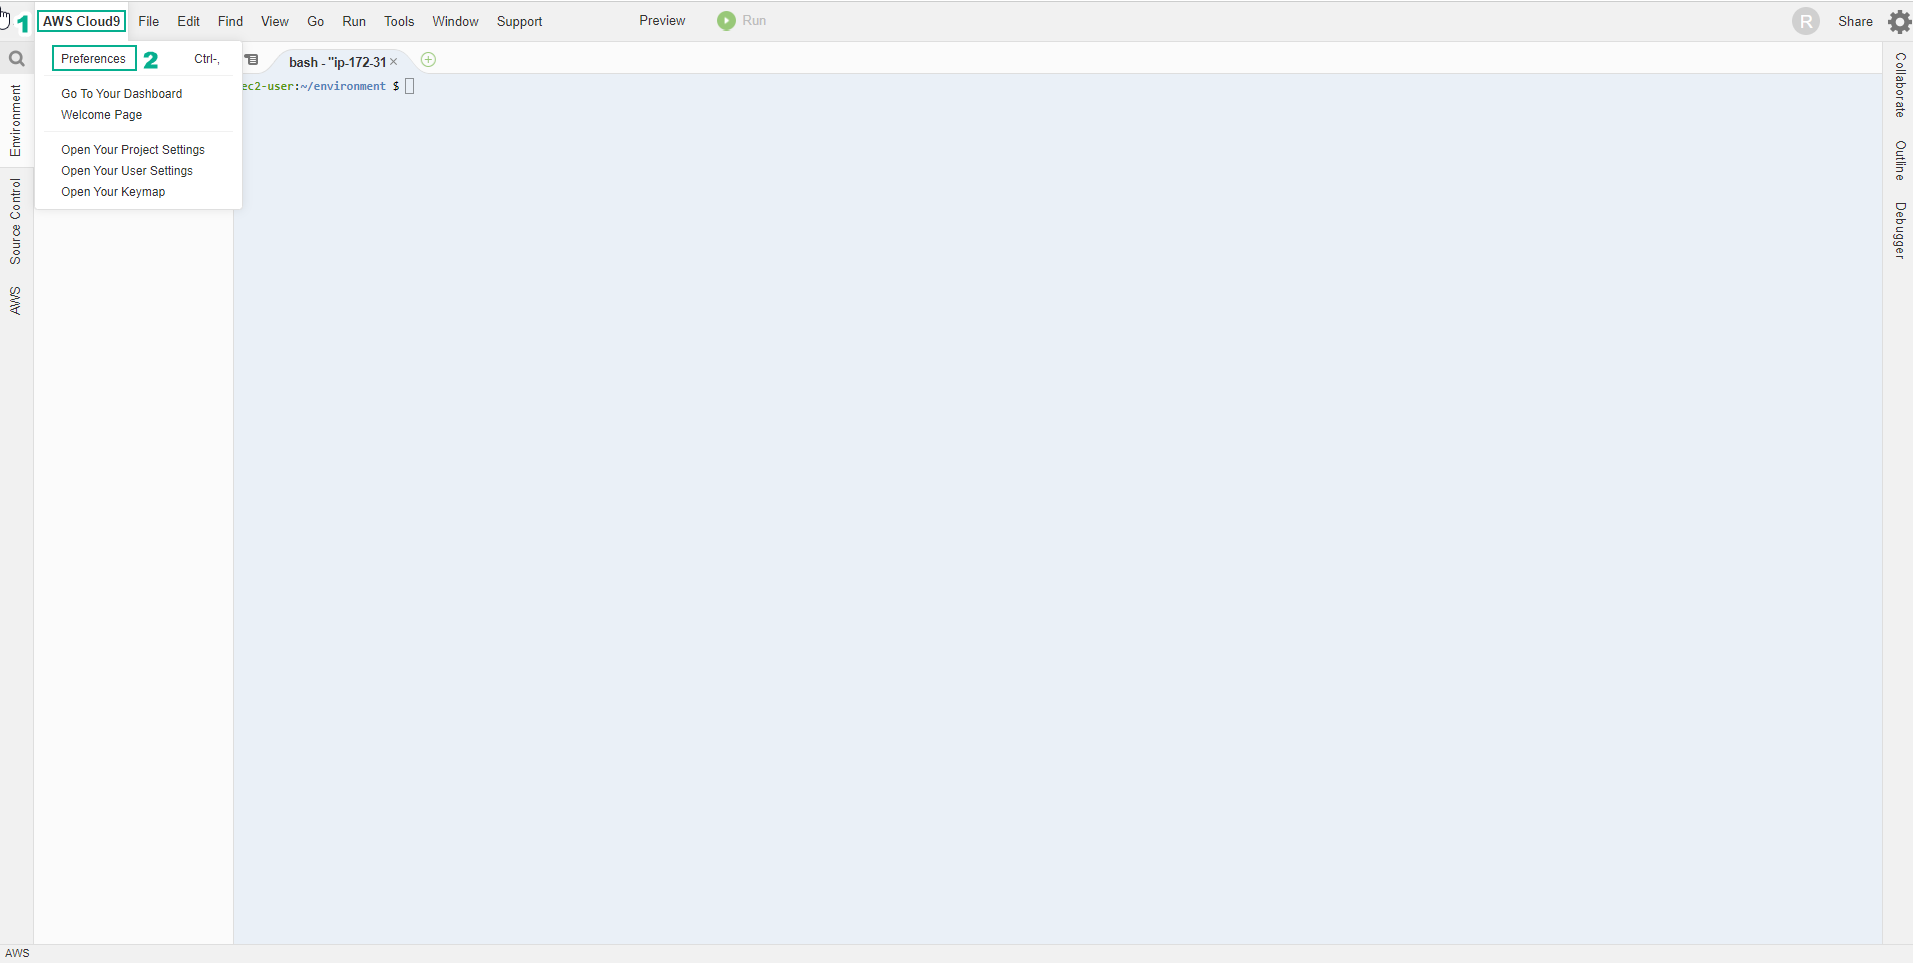 1 AWS Cloud9 File Edit Find View Go Run Tools Window Support Preview Run R Share
Preferences 2 Ctrl-,
Go To Your Dashboard
Welcome Page
Open Your Project Settings
Open Your User Settings
Open Your Keymap
bash - "ip-172-31
ec2-user:~/environment $
Environment
Source Control
AWS
Collaborate
Outline
Debugger
AWS